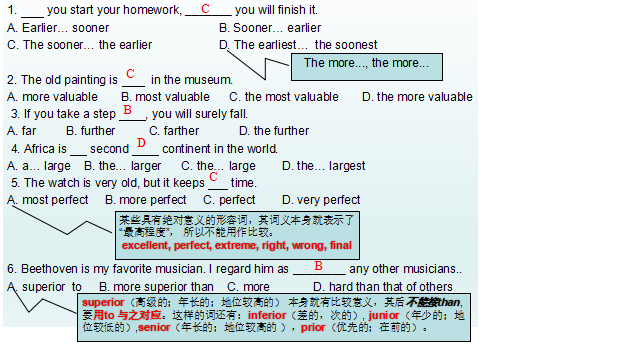 1. ____ you start your homework, ___C___ you will finish it.
A. Earlier… sooner B. Sooner… earlier
C. The sooner… the earlier D. The earliest… the soonest
The more..., the more...
2. The old painting is _C_ in the museum.
A. more valuable B. most valuable C. the most valuable D. the more valuable
3. If you take a step _B_, you will surely fall.
A. far B. further C. farther D. the further
4. Africa is ___ second _D_ continent in the world.
A. a… large B. the… larger C. the… large D. the… largest
5. The watch is very old, but it keeps _C_ time.
A. most perfect B. more perfect C. perfect D. very perfect
某些具有绝对意义的形容词，其词义本身就表示了
“最高程度”， 所以不能用作比较。
excellent, perfect, extreme, right, wrong, final
6. Beethoven is my favorite musician. I regard him as ___B___ any other musicians..
A. superior to B. more superior than C. more D. hard than that of others
superior（高级的；年长的；地位较高的） 本身就有比较意义，其后不能接than,
要用to 与之对应。这样的词还有：inferior（差的，次的）, junior（年少的；地
位较低的）,senior（年长的；地位较高的 ）， prior（优先的；在前的）。